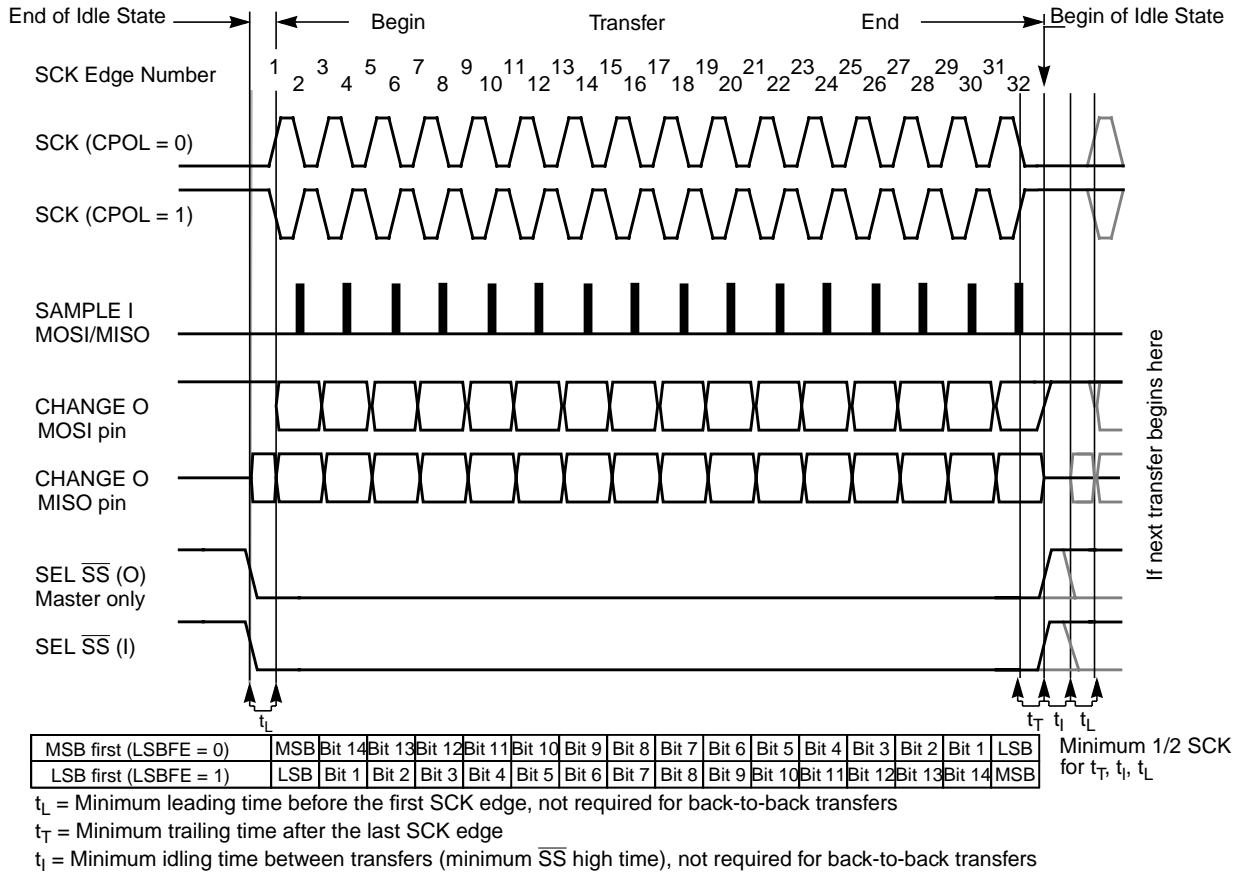 End of Idle State
Begin
Transfer
End
Begin of Idle State
SCK Edge Number
1 3 5 7 9 11 13 15 17 19 21 23 25 27 29 31
2 4 6 8 10 12 14 16 18 20 22 24 26 28 30 32
SCK (CPOL = 0)
SCK (CPOL = 1)
SAMPLE I
MOSI/MISO
CHANGE O
MOSI pin
CHANGE O
MISO pin
SEL SS (O)
Master only
SEL SS (I)
If next transfer begins here
tL
tT tI tL
MSB first (LSBFE = 0) MSB Bit 14 Bit 13 Bit 12 Bit 11 Bit 10 Bit 9 Bit 8 Bit 7 Bit 6 Bit 5 Bit 4 Bit 3 Bit 2 Bit 1 LSB
LSB first (LSBFE = 1) LSB Bit 1 Bit 2 Bit 3 Bit 4 Bit 5 Bit 6 Bit 7 Bit 8 Bit 9 Bit 10 Bit 11 Bit 12 Bit 13 Bit 14 MSB
Minimum 1/2 SCK
for tT, tI, tL
tL = Minimum leading time before the first SCK edge, not required for back-to-back transfers
tT = Minimum trailing time after the last SCK edge
tI = Minimum idling time between transfers (minimum SS high time), not required for back-to-back transfers